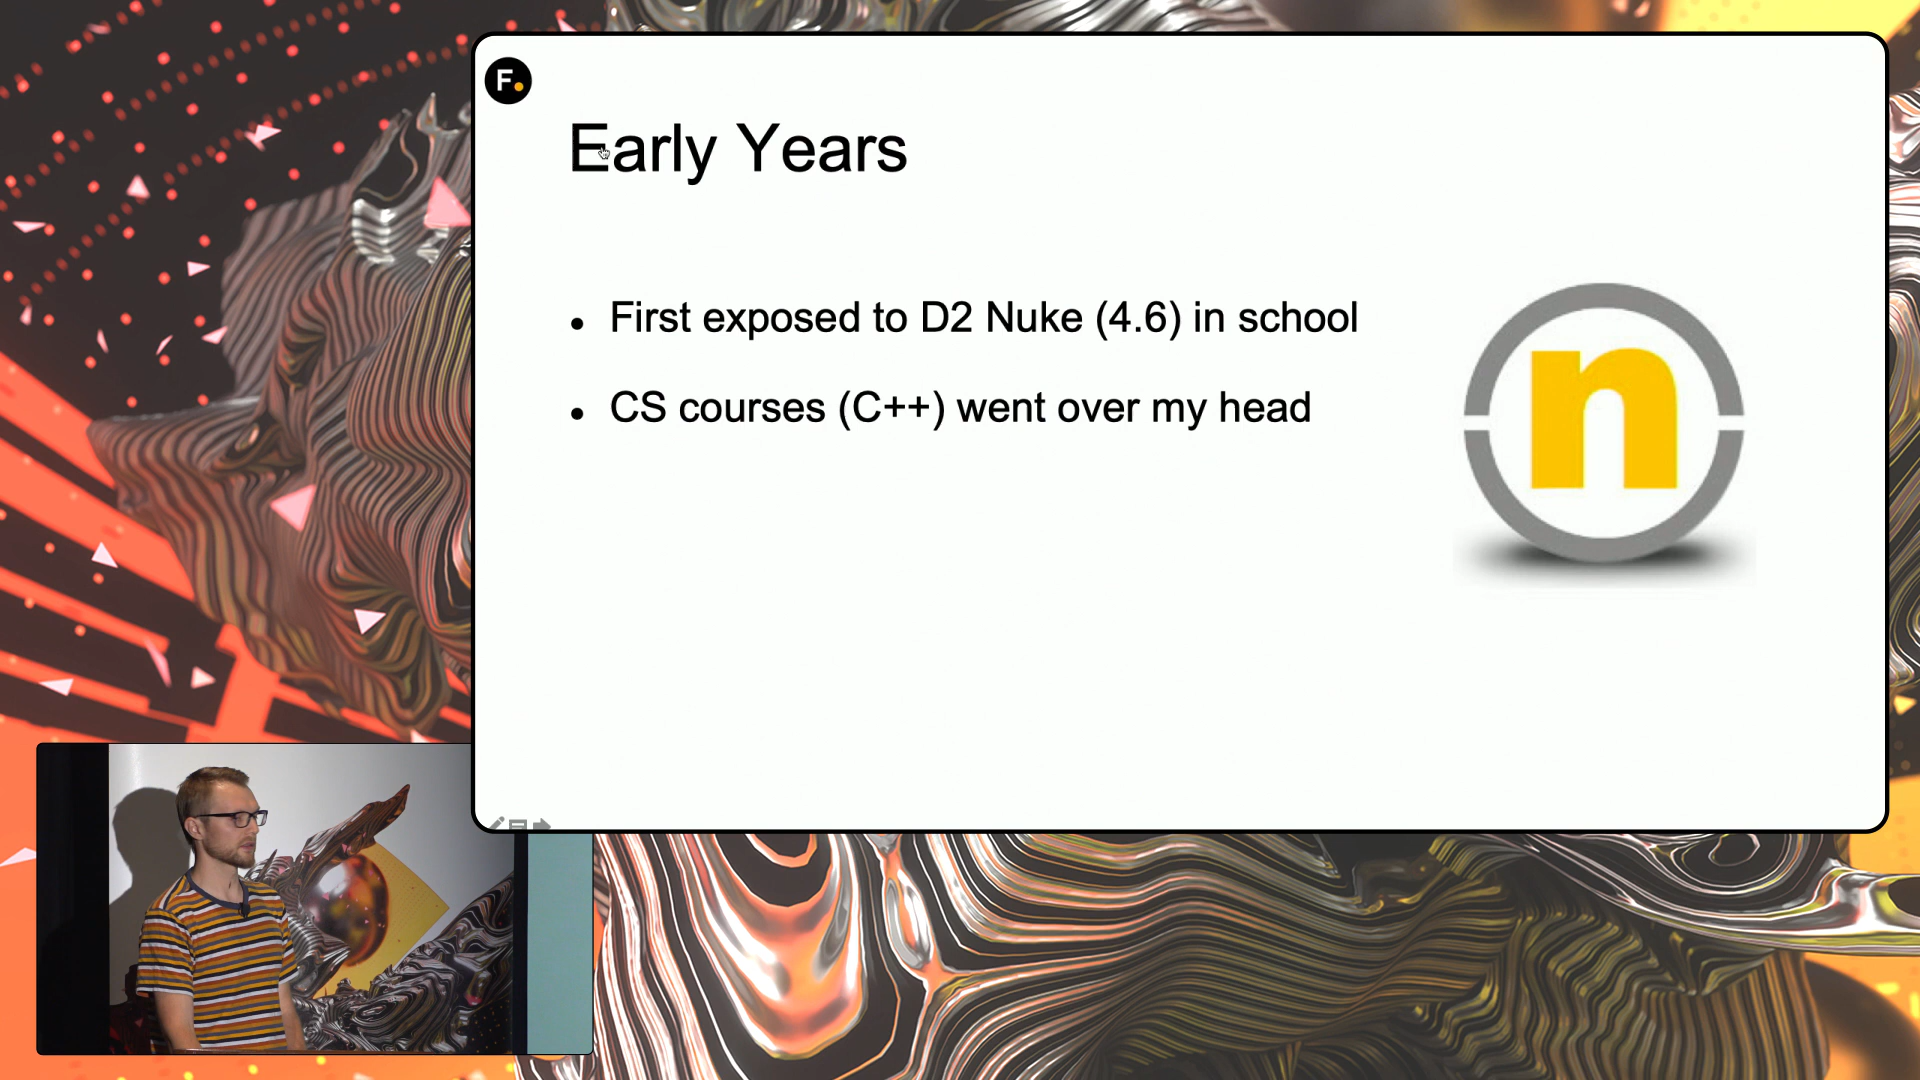 F.
Early Years
• First exposed to D2 Nuke (4.6) in school
• CS courses (C++) went over my head
n